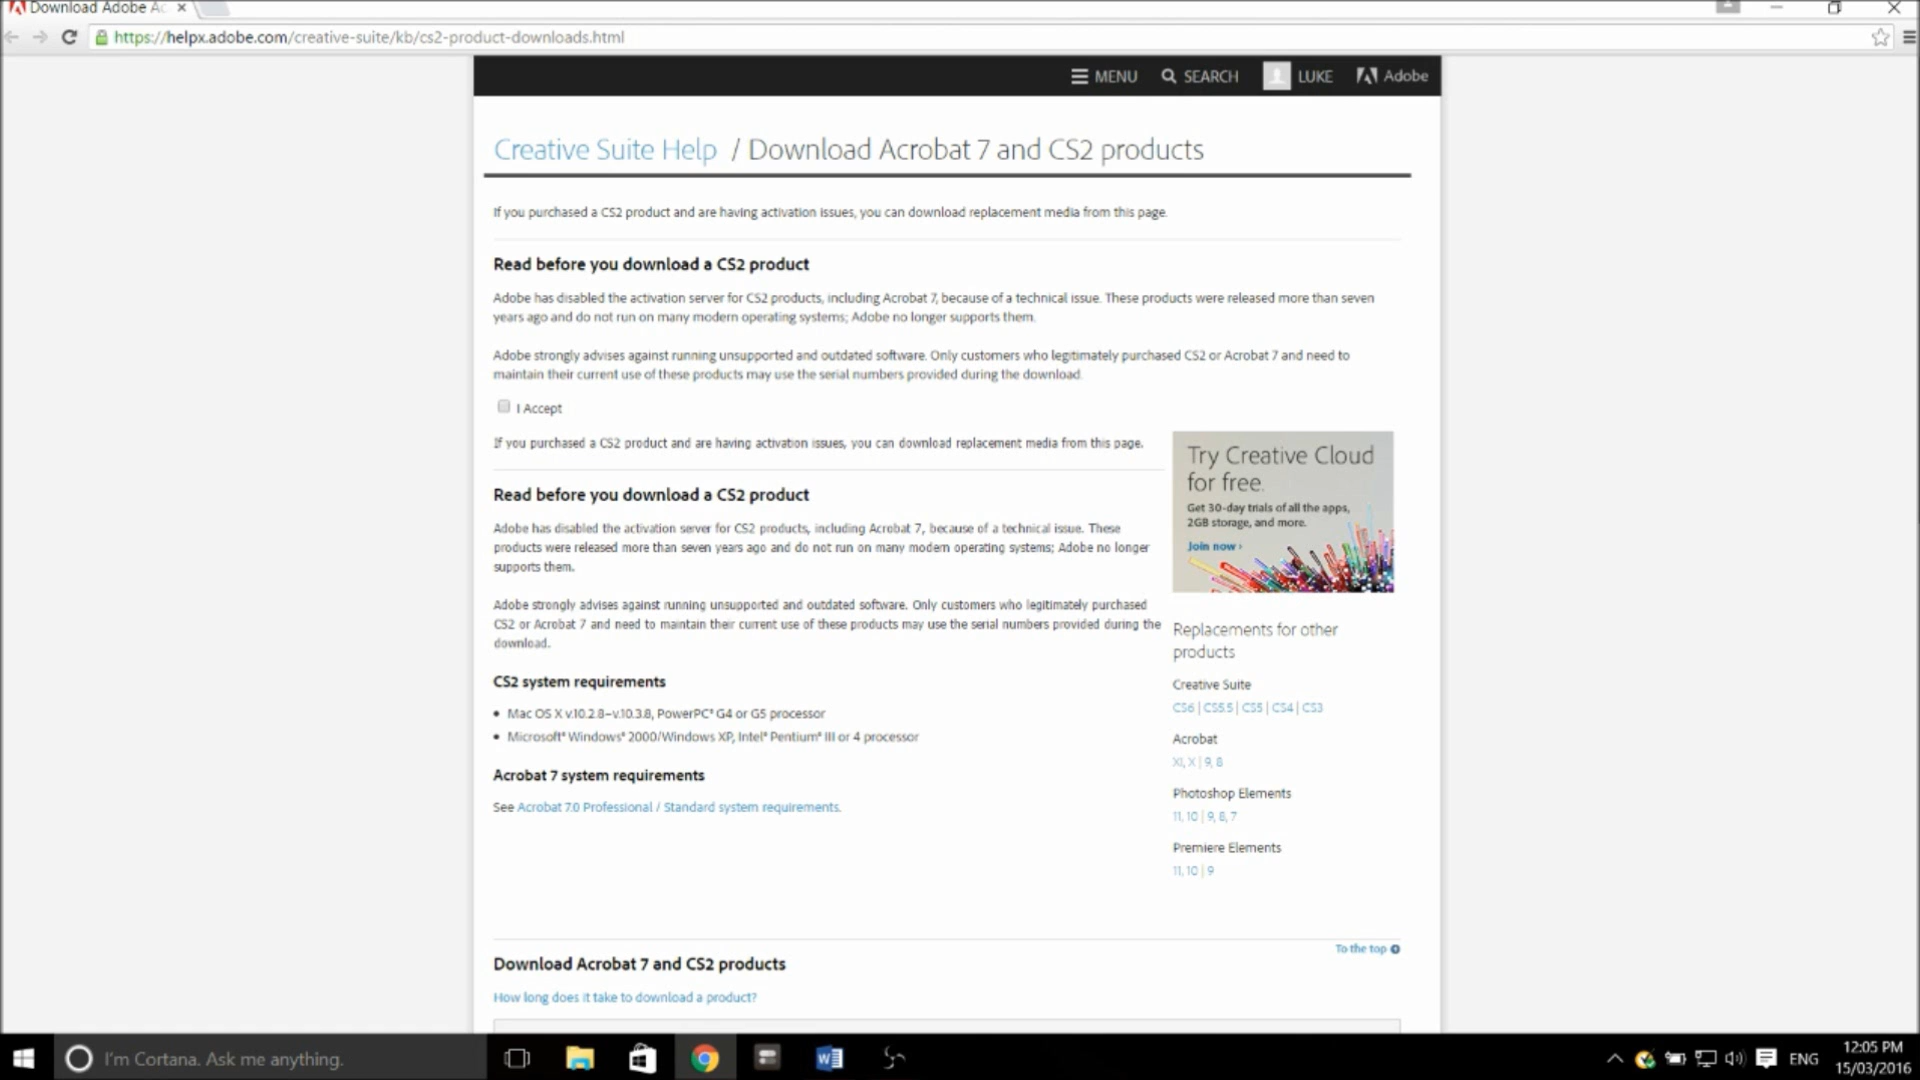 Download Adobe Ac
https://helpx.adobe.com/creative-suite/kb/cs2-product-downloads.html
MENU SEARCH LUKE Adobe
Creative Suite Help / Download Acrobat 7 and CS2 products
If you purchased a CS2 product and are having activation issues, you can download replacement media from this page.
Read before you download a CS2 product
Adobe has disabled the activation server for CS2 products, including Acrobat 7, because of a technical issue. These products were released more than seven
years ago and do not run on many modern operating systems; Adobe no longer supports them.
Adobe strongly advises against running unsupported and outdated software. Only customers who legitimately purchased CS2 or Acrobat 7 and need to
maintain their current use of these products may use the serial numbers provided during the download.
I Accept
If you purchased a CS2 product and are having activation issues, you can download replacement media from this page.
Read before you download a CS2 product
Adobe has disabled the activation server for CS2 products, including Acrobat 7, because of a technical issue. These
products were released more than seven years ago and do not run on many modern operating systems; Adobe no longer
supports them.
Adobe strongly advises against running unsupported and outdated software. Only customers who legitimately purchased
CS2 or Acrobat 7 and need to maintain their current use of these products may use the serial numbers provided during the
download.
CS2 system requirements
• Mac OS X v.10.2.8–v.10.3.8, PowerPC® G4 or G5 processor
• Microsoft® Windows® 2000/Windows XP, Intel® Pentium® III or 4 processor
Acrobat 7 system requirements
See Acrobat 7.0 Professional / Standard system requirements.
Try Creative Cloud
for free.
Get 30-day trials of all the apps,
2GB storage, and more.
Join now ›
Replacements for other
products
Creative Suite
CS6 | CS5.5 | CS5 | CS4 | CS3
Acrobat
XI, X | 9, 8
Photoshop Elements
11, 10 | 9, 8, 7
Premiere Elements
11, 10 | 9
To the top
Download Acrobat 7 and CS2 products
How long does it take to download a product?
I'm Cortana. Ask me anything.
ENG
12:05 PM
15/03/2016